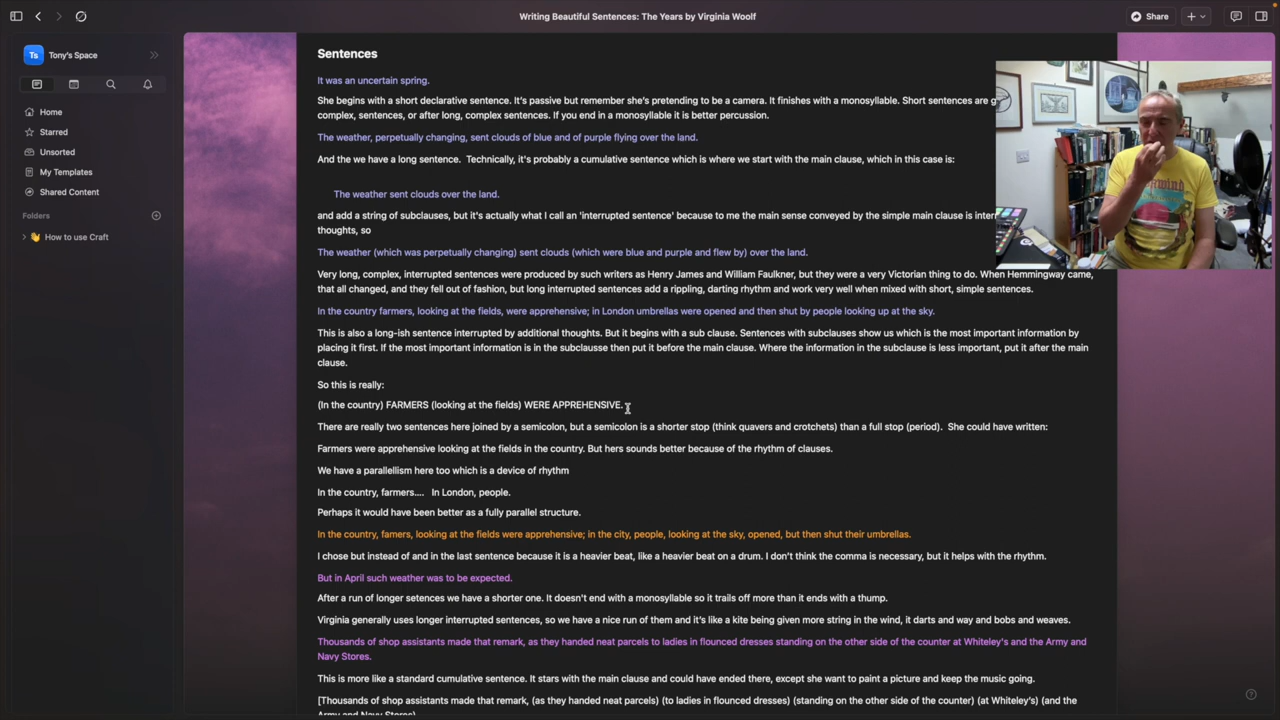 Writing Beautiful Sentences: The Years by Virginia Woolf
Share
Ts
Tony's Space
Home
Starred
Unsorted
My Templates
Shared Content
Folders
How to use Craft
Sentences
It was an uncertain spring.
She begins with a short declarative sentence. It's passive but remember she's pretending to be a camera. It finishes with a monosyllable. Short sentences are
complex, sentences, or after long, complex sentences. If you end in a monosyllable it is better percussion.
The weather, perpetually changing, sent clouds of blue and of purple flying over the land.
And the we have a long sentence. Technically, it's probably a cumulative sentence which is where we start with the main clause, which in this case is:
The weather sent clouds over the land.
and add a string of subclauses, but it's actually what I call an 'interrupted sentence' because to me the main sense conveyed by the simple main clause is
thoughts, so
The weather (which was perpetually changing) sent clouds (which were blue and purple and flew by) over the land.
Very long, complex, interrupted sentences were produced by such writers as Henry James and William Faulkner, but they were a very Victorian thing to do. When Hemmingway came,
that all changed, and they fell out of fashion, but long interrupted sentences add a rippling, darting rhythm and work very well when mixed with short, simple sentences.
In the country farmers, looking at the fields, were apprehensive; in London umbrellas were opened and then shut by people looking up at the sky.
This is also a long-ish sentence interrupted by additional thoughts. But it begins with a sub clause. Sentences with subclauses show us which is the most important information by
placing it first. If the most important information is in the subclausse then put it before the main clause. Where the information in the subclause is less important, put it after the main
clause.
So this is really:
(In the country) FARMERS (looking at the fields) WERE APPREHENSIVE.
There are really two sentences here joined by a semicolon, but a semicolon is a shorter stop (think quavers and crotchets) than a full stop (period). She could have written:
Farmers were apprehensive looking at the fields in the country. But hers sounds better because of the rhythm of clauses.
We have a parallellism here too which is a device of rhythm
In the country, farmers.... In London, people.
Perhaps it would have been better as a fully parallel structure.
In the country, famers, looking at the fields were apprehensive; in the city, people, looking at the sky, opened, but then shut their umbrellas.
I chose but instead of and in the last sentence because it is a heavier beat, like a heavier beat on a drum. I don't think the comma is necessary, but it helps with the rhythm.
But in April such weather was to be expected.
After a run of longer setences we have a shorter one. It doesn't end with a monosyllable so it trails off more than it ends with a thump.
Virginia generally uses longer interrupted sentences, so we have a nice run of them and it's like a kite being given more string in the wind, it darts and way and bobs and weaves.
Thousands of shop assistants made that remark, as they handed neat parcels to ladies in flounced dresses standing on the other side of the counter at Whiteley's and the Army and
Navy Stores.
This is more like a standard cumulative sentence. It stars with the main clause and could have ended there, except she want to paint a picture and keep the music going.
[Thousands of shop assistants made that remark, (as they handed neat parcels) (to ladies in flounced dresses) (standing on the other side of the counter) (at Whiteley's) (and the
Army and Navy Stores)